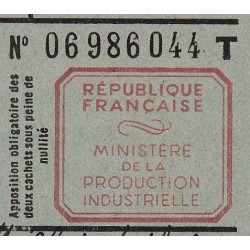 N° 06986044 T
Apposition obligatoire des
deux cachets sous peine de
nullité
RÉPUBLIQUE
FRANÇAISE
MINISTÈRE
DE LA
PRODUCTION
INDUSTRIELLE